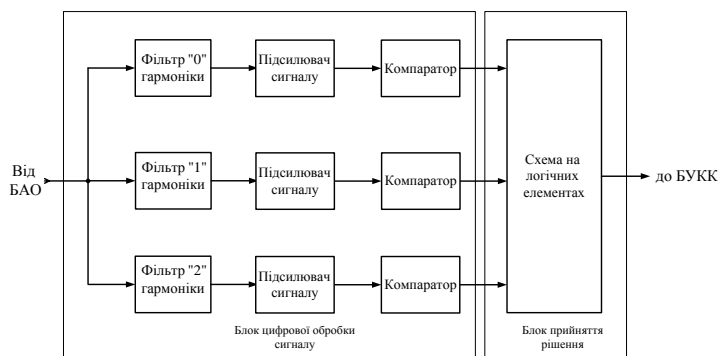 Фільтр "0"
гармоніки
Підсилювач
сигналу
Компаратор
Від
БАО
Фільтр "1"
гармоніки
Підсилювач
сигналу
Компаратор
Схема на
логічних
елементах
до БУКК
Фільтр "2"
гармоніки
Підсилювач
сигналу
Компаратор
Блок цифрової обробки
сигналу
Блок прийняття
рішення